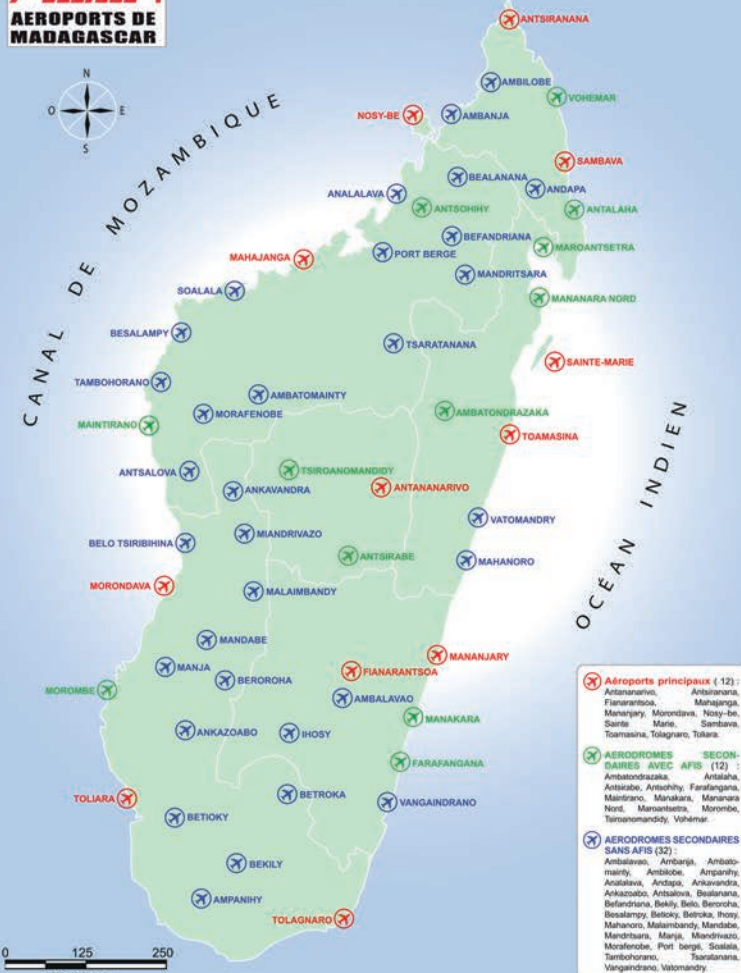 AEROPORTS DE
MADAGASCAR
N
O
E
S
CANAL DE MOZAMBIQUE
OCÉAN INDIEN
ANTSIRANANA
AMBILOBE
VOHEMAR
NOSY-BE
AMBANJA
SAMBAVA
BEALANANA
ANDAPA
ANALALAVA
ANTSOHIHY
ANTALAHA
BEFANDRIANA
MAROANTSETRA
PORT BERGE
MAHAJANGA
MANDRITSARA
SOALALA
MANANARA NORD
BESALAMPY
TSARATANANA
SAINTE-MARIE
TAMBOHORANO
AMBATOMAINTY
MORAFENOBE
AMBATONDRAZAKA
MAINTIRANO
TOAMASINA
ANTSALOVA
TSIROANOMANDIDY
ANKAVANDRA
ANTANANARIVO
VATOMANDRY
MIANDRIVAZO
BELO TSIRIBIHINA
ANTSIRABE
MAHANORO
MORONDAVA
MALAIMBANDY
MANDABE
MANANJARY
MANJA
FIANARANTSOA
BEROROHA
MOROMBE
AMBALAVAO
MANAKARA
ANKAZOABO
IHOSY
FARAFANGANA
TOLIARA
BETROKA
VANGAINDRANO
BETIOKY
BEKILY
AMPANIHY
TOLAGNARO
0 125 250
Aéroports principaux ( 12) :
Antananarivo, Antsiranana,
Fianarantsoa, Mahajanga,
Mananjary, Morondava, Nosy-be,
Sainte Marie, Sambava,
Toamasina, Tolagnaro, Toliara.
AERODROMES SECON-
DAIRES AVEC AFIS (12) :
Ambatondrazaka, Antalaha,
Antsirabe, Antsohihy, Farafangana,
Maintirano, Manakara, Mananara
Nord, Maroantsetra, Morombe,
Tsiroanomandidy, Vohémar.
AERODROMES SECONDAIRES
SANS AFIS (32) :
Ambalavao, Ambanja, Ambato-
mainty, Ambilobe, Ampanihy,
Analalava, Andapa, Ankavandra,
Ankazoabo, Antsalova, Bealanana,
Befandriana, Bekily, Belo, Beroroha,
Besalampy, Betioky, Betroka, Ihosy,
Mahanoro, Malaimbandy, Mandabe,
Mandritsara, Manja, Miandrivazo,
Morafenobe, Port bergé, Soalala,
Tambohorano, Tsaratanana,
Vangaindrano, Vatomandry.